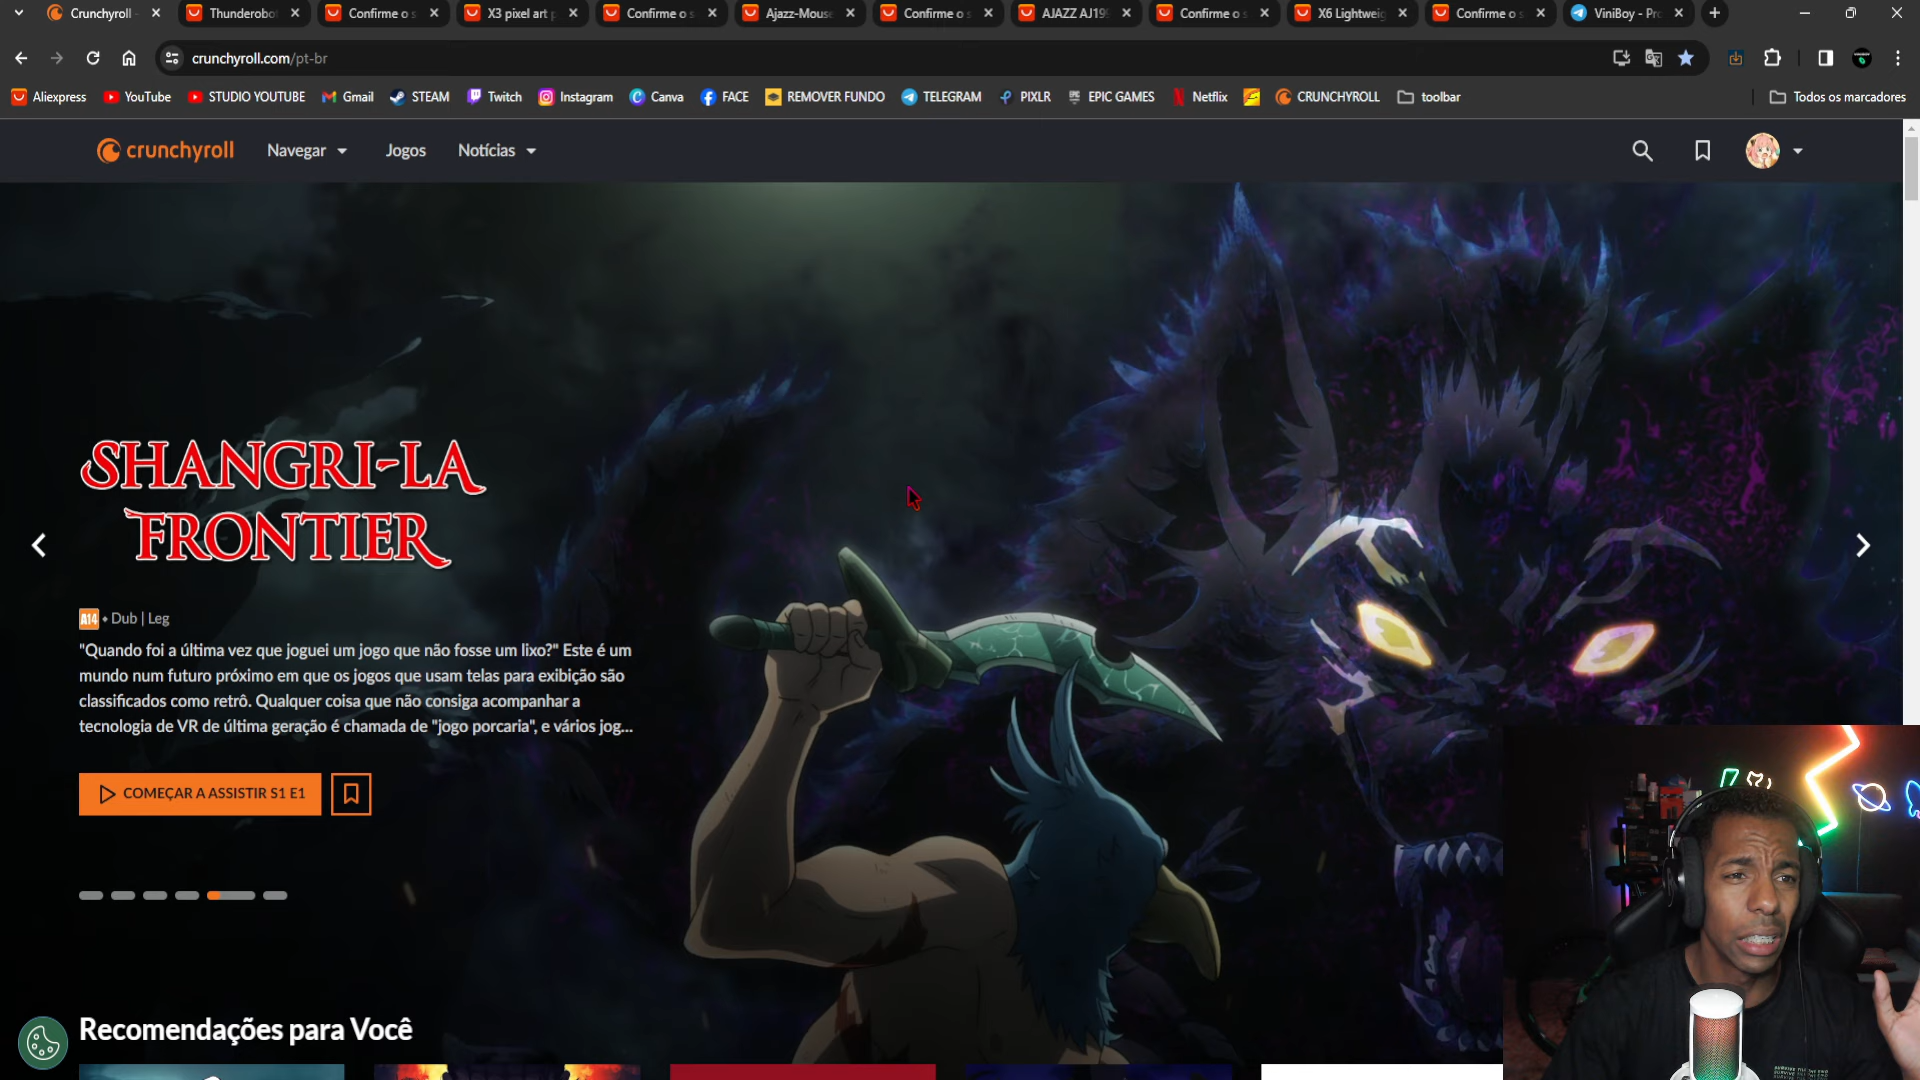 Crunchyroll -
Thunderobo
Confirme o s
X3 pixel art p
Confirme o s
Ajazz-Mouse
Confirme o s
AJAZZ AJ199
Confirme o s
X6 Lightweig
Confirme o s
ViniBoy - Pro
crunchyroll.com/pt-br
Aliexpress
YouTube
STUDIO YOUTUBE
Gmail
STEAM
Twitch
Instagram
Canva
FACE
REMOVER FUNDO
TELEGRAM
PIXLR
EPIC GAMES
Netflix
CRUNCHYROLL
toolbar
Todos os marcadores
crunchyroll
Navegar
Jogos
Notícias
SHANGRI-LA
FRONTIER
A14 • Dub | Leg
"Quando foi a última vez que joguei um jogo que não fosse um lixo?" Este é um
mundo num futuro próximo em que os jogos que usam telas para exibição são
classificados como retrô. Qualquer coisa que não consiga acompanhar a
tecnologia de VR de última geração é chamada de "jogo porcaria", e vários jog...
COMEÇAR A ASSISTIR S1 E1
Recomendações para Você